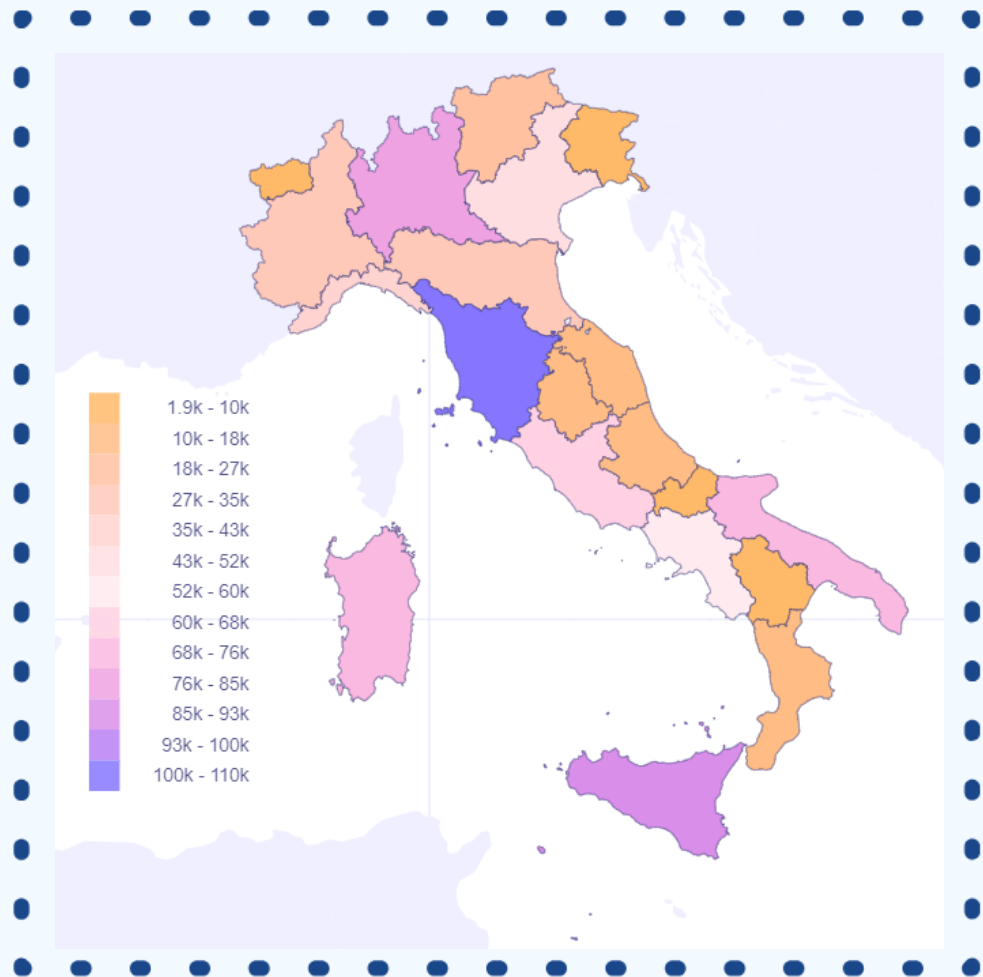 1.9k - 10k
10k - 18k
18k - 27k
27k - 35k
35k - 43k
43k - 52k
52k - 60k
60k - 68k
68k - 76k
76k - 85k
85k - 93k
93k - 100k
100k - 110k